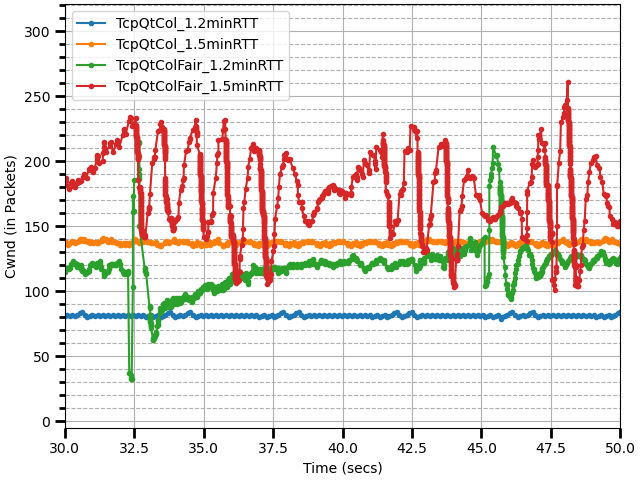 TcpQtCol_1.2minRTT
TcpQtCol_1.5minRTT
TcpQtColFair_1.2minRTT
TcpQtColFair_1.5minRTT
Cwnd (in Packets)
300
250
200
150
100
50
0
30.0 32.5 35.0 37.5 40.0 42.5 45.0 47.5 50.0
Time (secs)